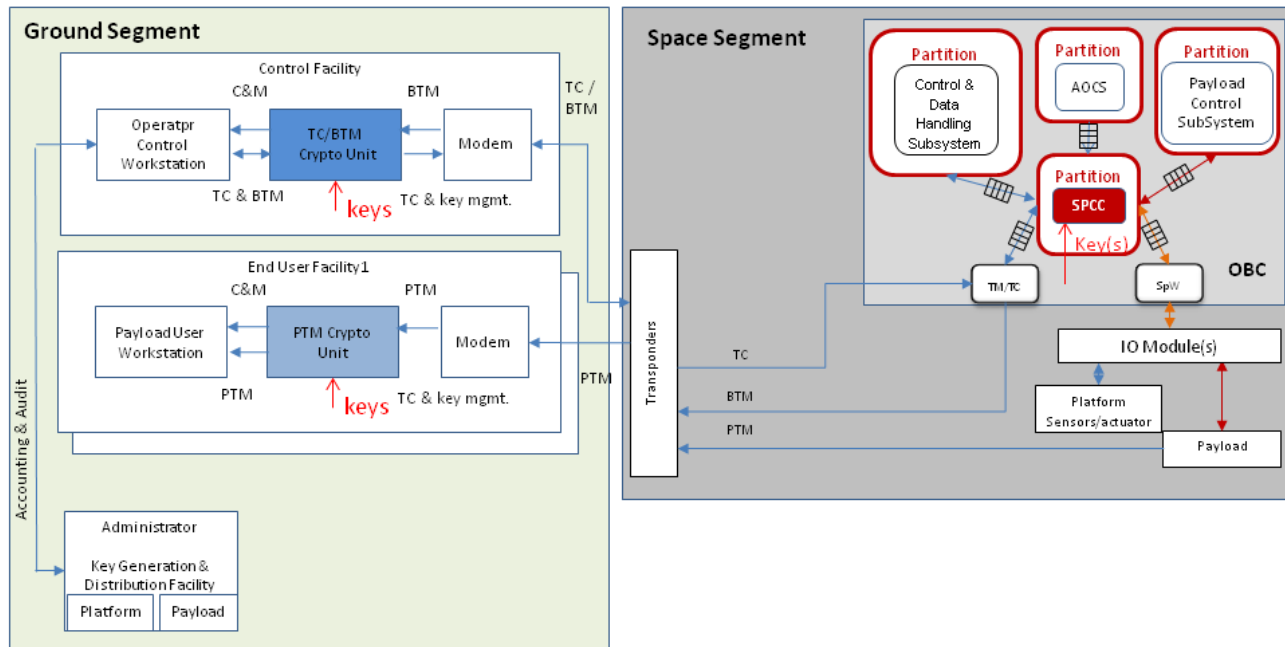 Ground Segment
Control Facility
C&M
BTM
Operatpr
Control
Workstation
TC/BTM
Crypto Unit
Modem
TC & BTM
TC & key mgmt.
keys
TC /
BTM
End User Facility1
C&M
PTM
Payload User
Workstation
PTM Crypto
Unit
Modem
PTM
TC & key mgmt.
keys
PTM
Accounting & Audit
Administrator
Key Generation &
Distribution Facility
Platform
Payload
Space Segment
Partition
Control &
Data
Handling
Subsystem
Partition
AOCS
Partition
Payload
Control
SubSystem
Partition
SPCC
Key(s)
OBC
TM/TC
SpW
IO Module(s)
Transponders
TC
BTM
PTM
Platform
Sensors/actuator
Payload